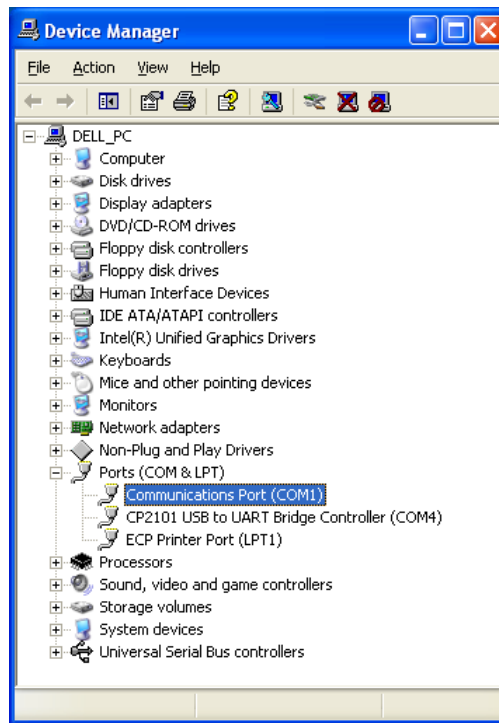 Device Manager
File Action View Help
DELL_PC
Computer
Disk drives
Display adapters
DVD/CD-ROM drives
Floppy disk controllers
Floppy disk drives
Human Interface Devices
IDE ATA/ATAPI controllers
Intel(R) Unified Graphics Drivers
Keyboards
Mice and other pointing devices
Monitors
Network adapters
Non-Plug and Play Drivers
Ports (COM & LPT)
Communications Port (COM1)
CP2101 USB to UART Bridge Controller (COM4)
ECP Printer Port (LPT1)
Processors
Sound, video and game controllers
Storage volumes
System devices
Universal Serial Bus controllers